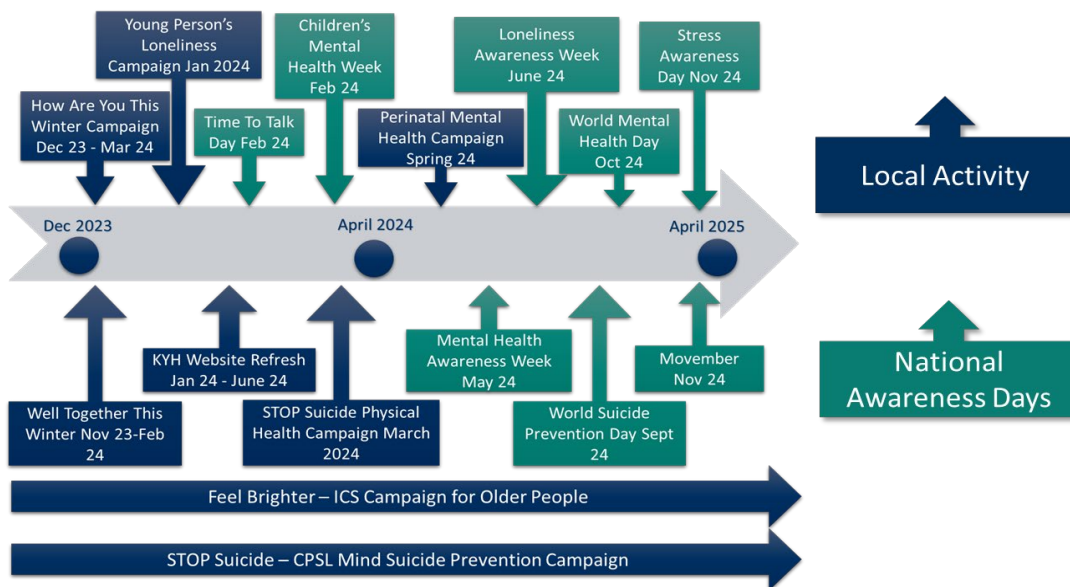 Young Person's
Loneliness
Campaign Jan 2024
Children's
Mental
Health Week
Feb 24
Loneliness
Awareness Week
June 24
Stress
Awareness
Day Nov 24
How Are You This
Winter Campaign
Dec 23 - Mar 24
Time To Talk
Day Feb 24
Perinatal Mental
Health Campaign
Spring 24
World Mental
Health Day
Oct 24
Local Activity
Dec 2023
April 2024
April 2025
KYH Website Refresh
Jan 24 - June 24
Mental Health
Awareness Week
May 24
Movember
Nov 24
National
Awareness Days
Well Together This
Winter Nov 23-Feb
24
STOP Suicide Physical
Health Campaign March
2024
World Suicide
Prevention Day Sept
24
Feel Brighter – ICS Campaign for Older People
STOP Suicide – CPSL Mind Suicide Prevention Campaign